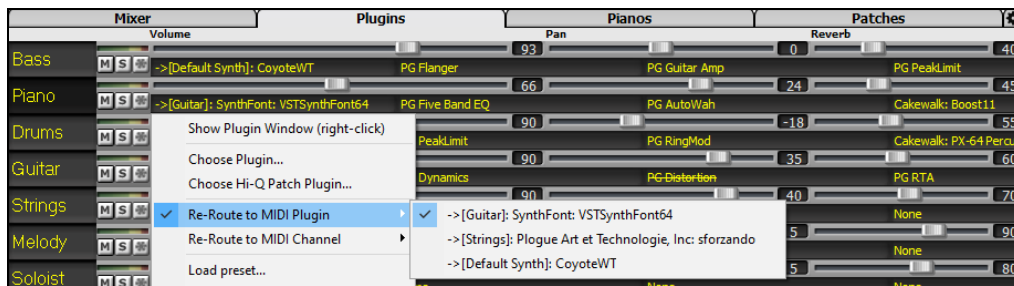 Mixer Plugins Pianos Patches
Volume Pan Reverb
Bass 93 0 40
M S ->[Default Synth]: CoyoteWT PG Flanger PG Guitar Amp PG PeakLimit
Piano 66 24 45
M S ->[Guitar]: SynthFont: VSTSynthFont64 PG Five Band EQ PG AutoWah Cakewalk: Boost11
Drums 90 -18 55
M S PeakLimit PG RingMod Cakewalk: PX-64 Percu
Guitar 90 35 60
M S Dynamics PG Distortion PG RTA
Strings 90 40 70
M S None
Melody 5 90
M S None
Soloist 5 80
M S
Show Plugin Window (right-click)
Choose Plugin...
Choose Hi-Q Patch Plugin...
Re-Route to MIDI Plugin
Re-Route to MIDI Channel
Load preset...
->[Guitar]: SynthFont: VSTSynthFont64
->[Strings]: Plogue Art et Technologie, Inc: sforzando
->[Default Synth]: CoyoteWT